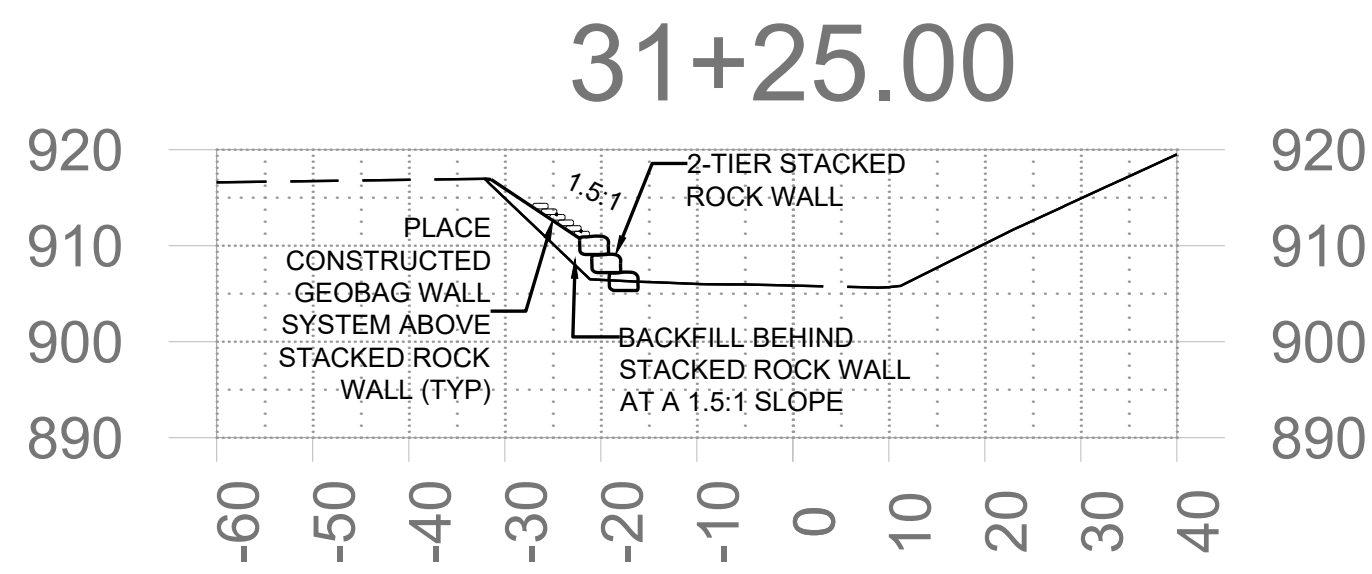 31+25.00
920
920
910
910
900
900
890
890
1.5:1
2-TIER STACKED
ROCK WALL
PLACE
CONSTRUCTED
GEOBAG WALL
SYSTEM ABOVE
STACKED ROCK
WALL (TYP)
BACKFILL BEHIND
STACKED ROCK WALL
AT A 1.5:1 SLOPE
-60
-50
-40
-30
-20
-10
0
10
20
30
40